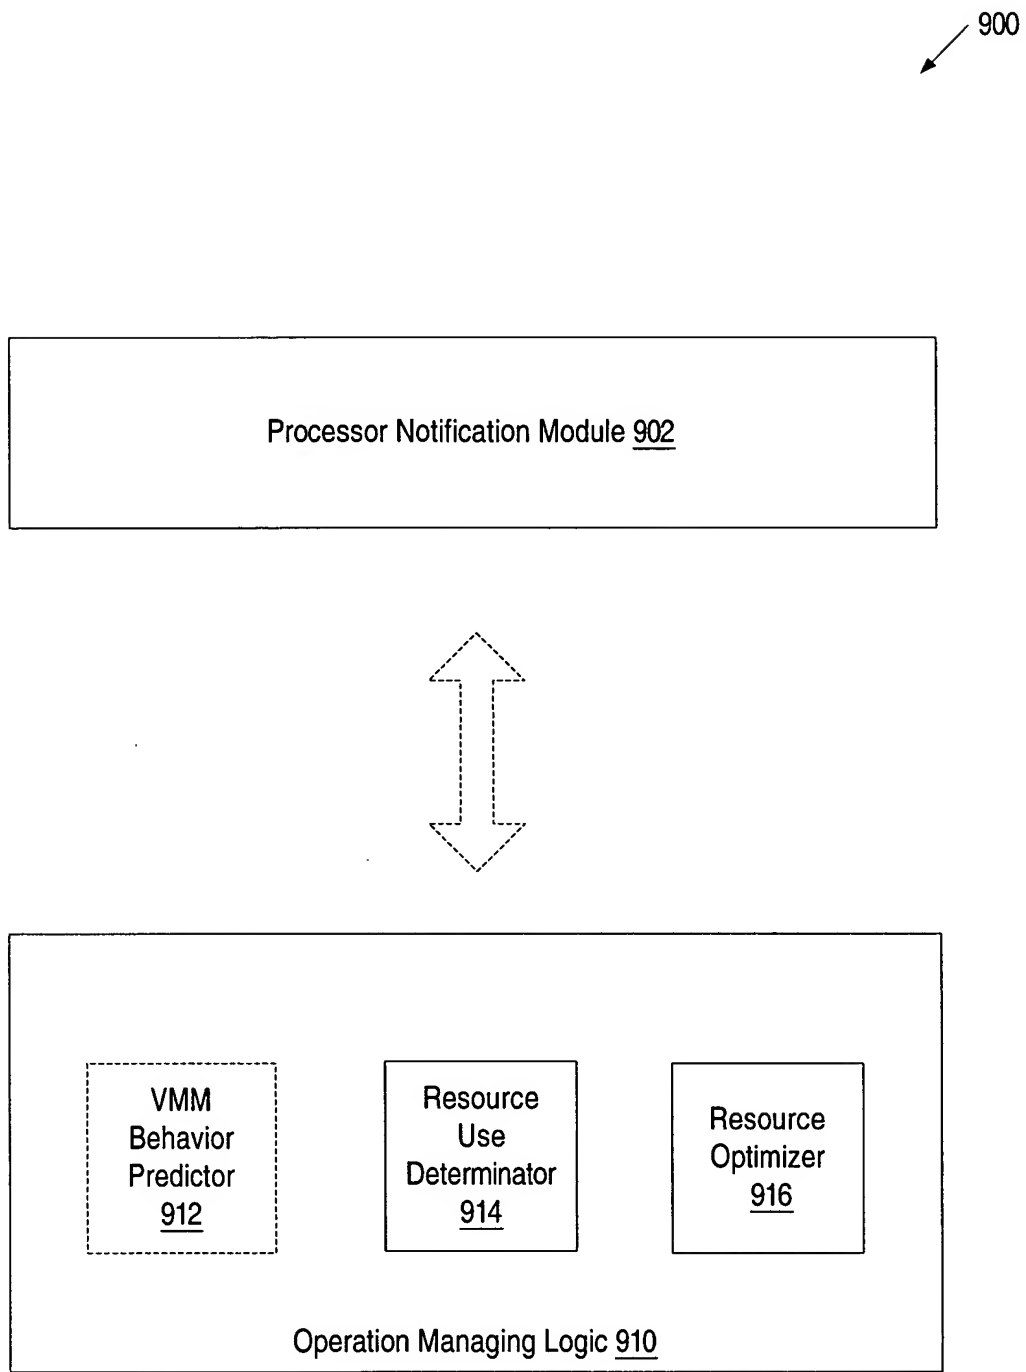 900
Processor Notification Module 902
VMM
Behavior
Predictor
912
Resource
Use
Determinator
914
Resource
Optimizer
916
Operation Managing Logic 910